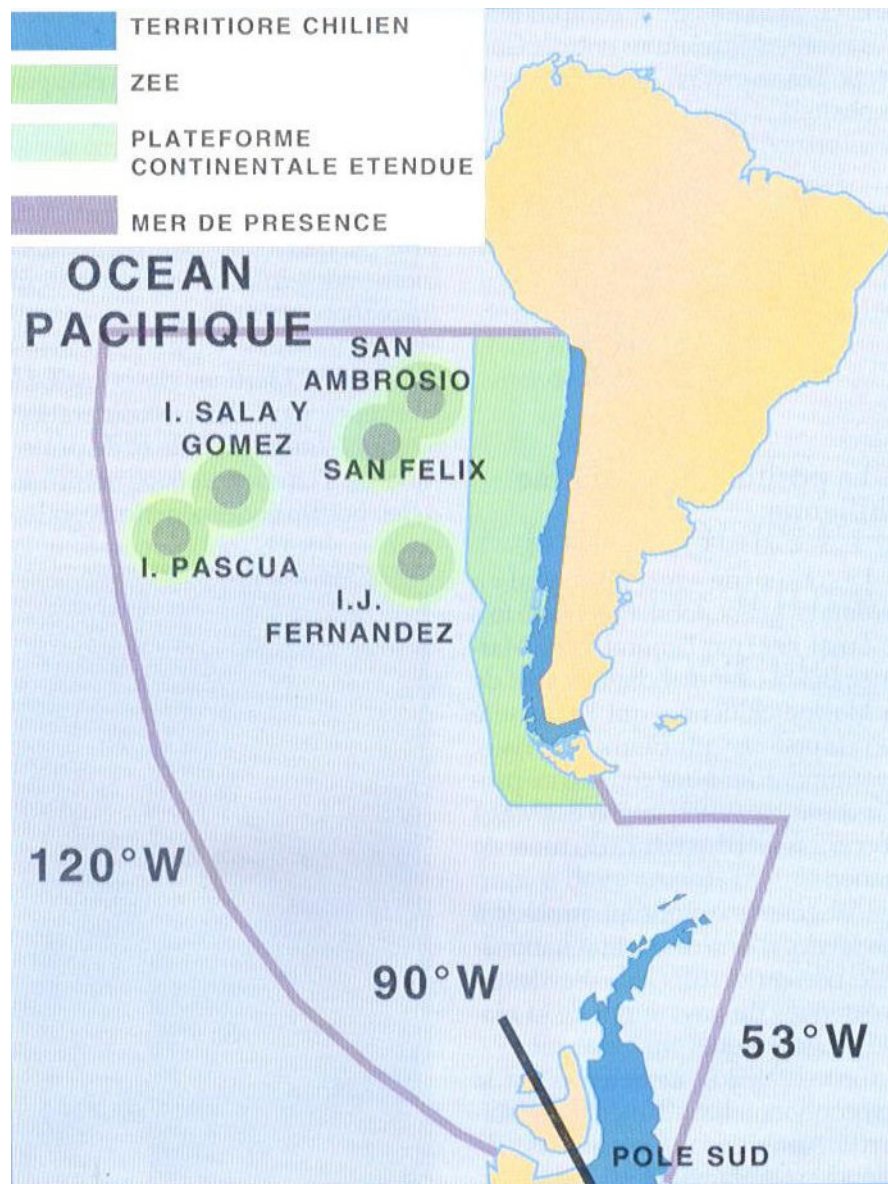 TERRITIORE CHILIEN
ZEE
PLATEFORME
CONTINENTALE ETENDUE
MER DE PRESENCE
OCEAN
PACIFIQUE
SAN
AMBROSIO
I. SALA Y
GOMEZ
SAN FELIX
I. PASCUA
I.J.
FERNANDEZ
120°W
90°W
53°W
POLE SUD